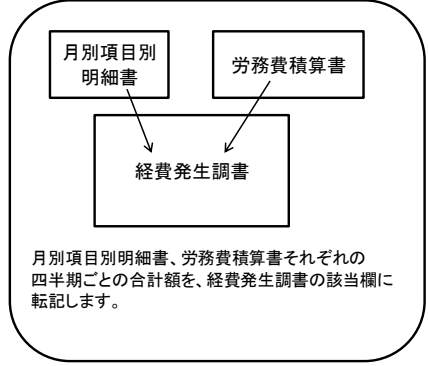 月別項目別
明細書
労務費積算書
経費発生調書
月別項目別明細書、労務費積算書それぞれの
四半期ごとの合計額を、経費発生調書の該当欄に
転記します。